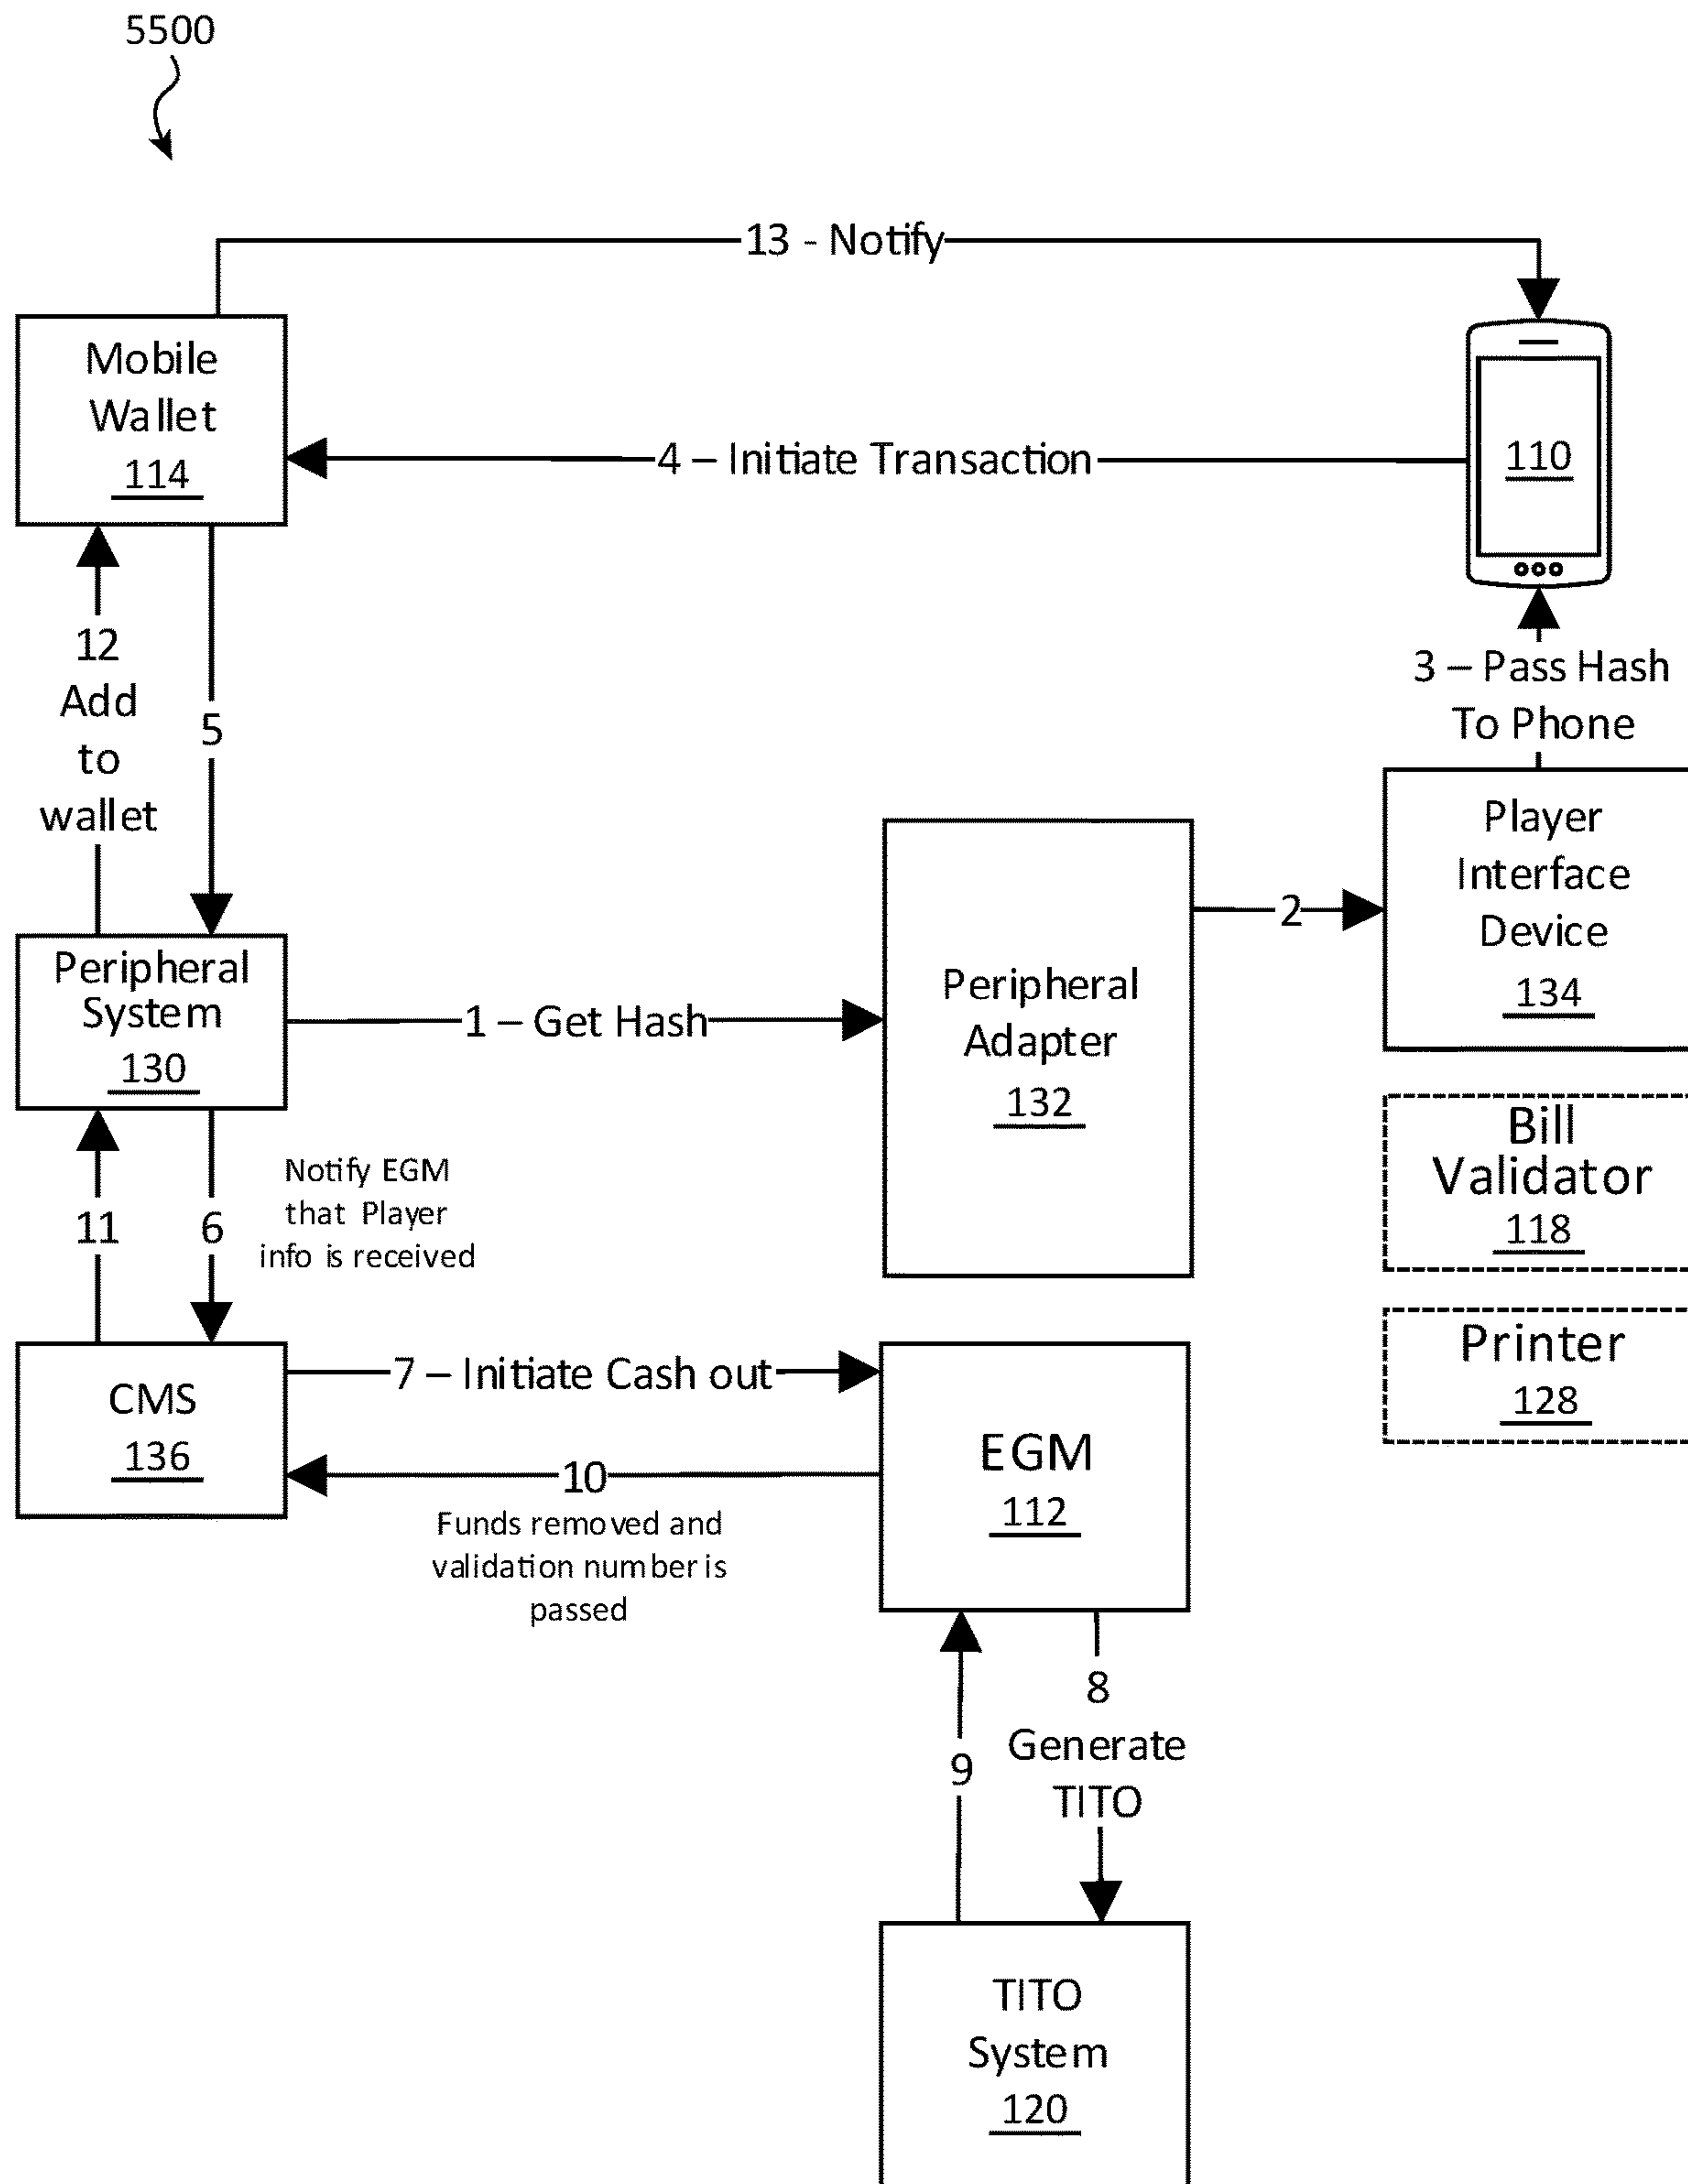 5500
13 - Notify
Mobile
Wallet
114
4 – Initiate Transaction
110
12
Add
to
wallet
5
3 – Pass Hash
To Phone
Player
Interface
Device
134
2
Peripheral
System
130
1 – Get Hash
Peripheral
Adapter
132
Bill
Validator
118
11
6
Notify EGM
that Player
info is received
Printer
128
CMS
136
7 – Initiate Cash out
10
Funds removed and
validation number is
passed
EGM
112
8
Generate
TITO
9
TITO
System
120